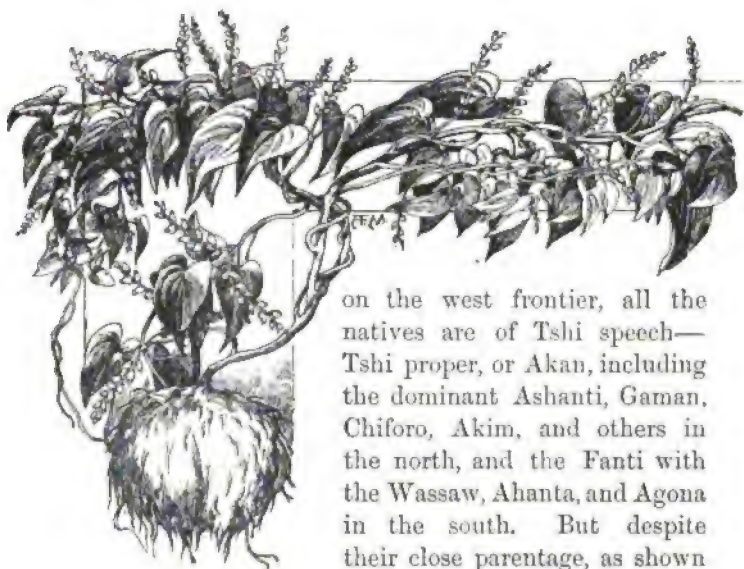 on the west frontier, all the
natives are of Tshi speech—
Tshi proper, or Akan, including
the dominant Ashanti, Gaman,
Chiforo, Akim, and others in
the north, and the Fanti with
the Wassaw, Ahanta, and Agona
in the south. But despite
their close parentage, as shown